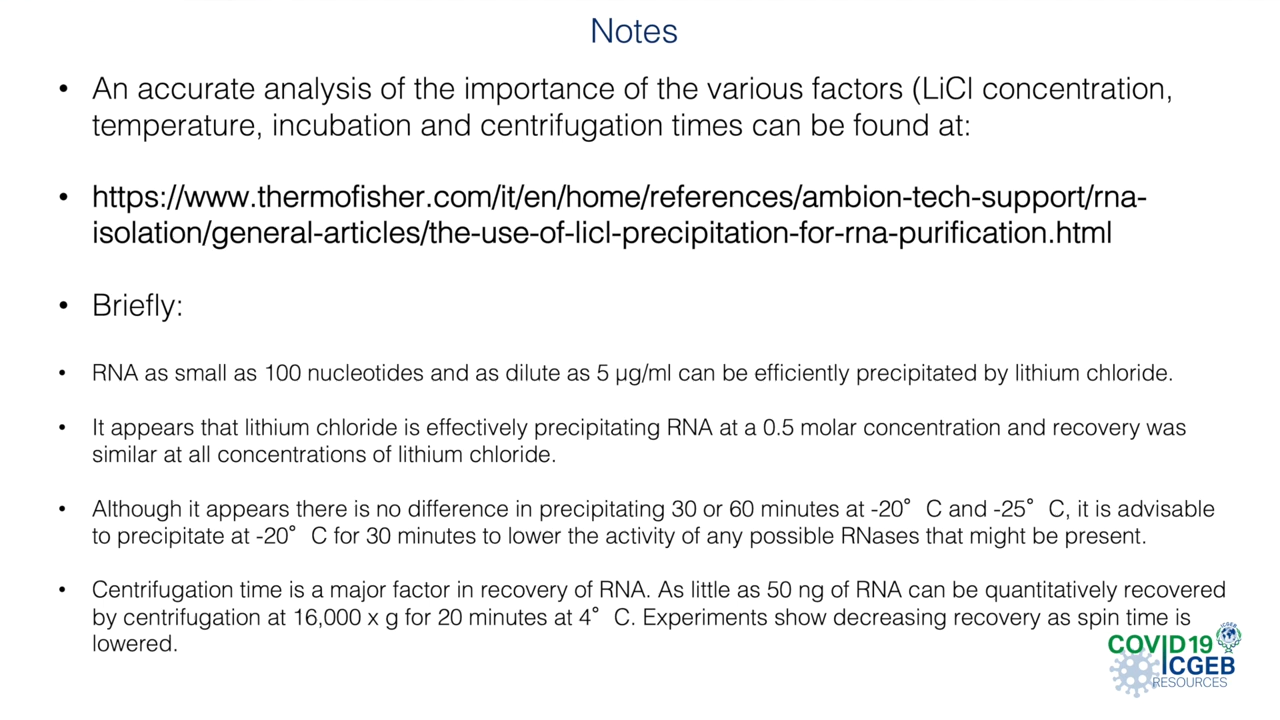 Notes
• An accurate analysis of the importance of the various factors (LiCl concentration,
temperature, incubation and centrifugation times can be found at:
• https://www.thermofisher.com/it/en/home/references/ambion-tech-support/rna-
isolation/general-articles/the-use-of-licl-precipitation-for-rna-purification.html
• Briefly:
• RNA as small as 100 nucleotides and as dilute as 5 µg/ml can be efficiently precipitated by lithium chloride.
• It appears that lithium chloride is effectively precipitating RNA at a 0.5 molar concentration and recovery was
similar at all concentrations of lithium chloride.
• Although it appears there is no difference in precipitating 30 or 60 minutes at -20° C and -25° C, it is advisable
to precipitate at -20° C for 30 minutes to lower the activity of any possible RNases that might be present.
• Centrifugation time is a major factor in recovery of RNA. As little as 50 ng of RNA can be quantitatively recovered
by centrifugation at 16,000 x g for 20 minutes at 4° C. Experiments show decreasing recovery as spin time is
lowered.
ICGEB
COVID19
ICGEB
RESOURCES